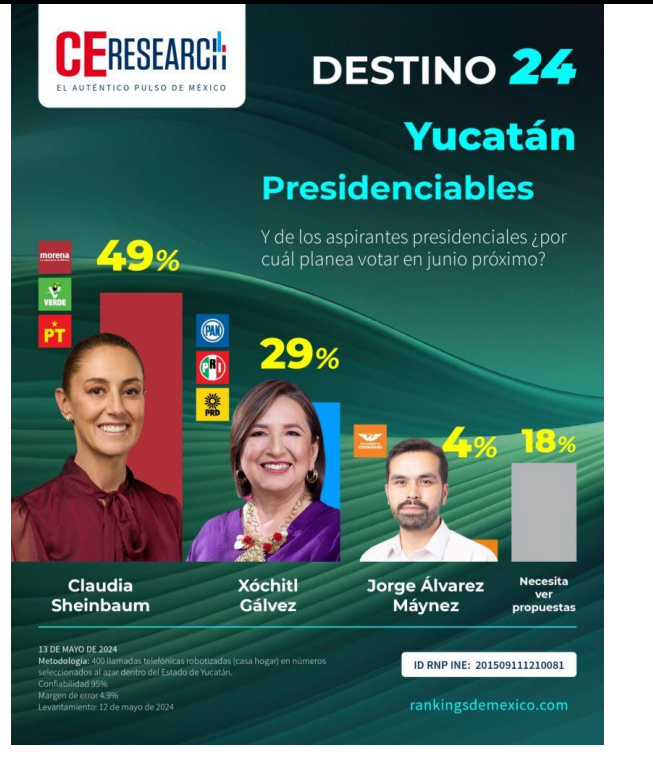 CERESEARCH
EL AUTÉNTICO PULSO DE MÉXICO
DESTINO 24
Yucatán
Presidenciables
Y de los aspirantes presidenciales ¿por
cuál planea votar en junio próximo?
morena
VERDE
PT
49%
PAN
PRI
PRD
29%
MOVIMIENTO
CIUDADANO
4%
18%
Claudia
Sheinbaum
Xóchitl
Gálvez
Jorge Álvarez
Máynez
Necesita
ver
propuestas
13 DE MAYO DE 2024
Metodología: 400 llamadas telefónicas robotizadas (casa hogar) en números
seleccionados al azar dentro del Estado de Yucatán.
Confiabilidad 95%
Margen de error 4.9%
Levantamiento: 12 de mayo de 2024
ID RNP INE: 201509111210081
rankingsdemexico.com